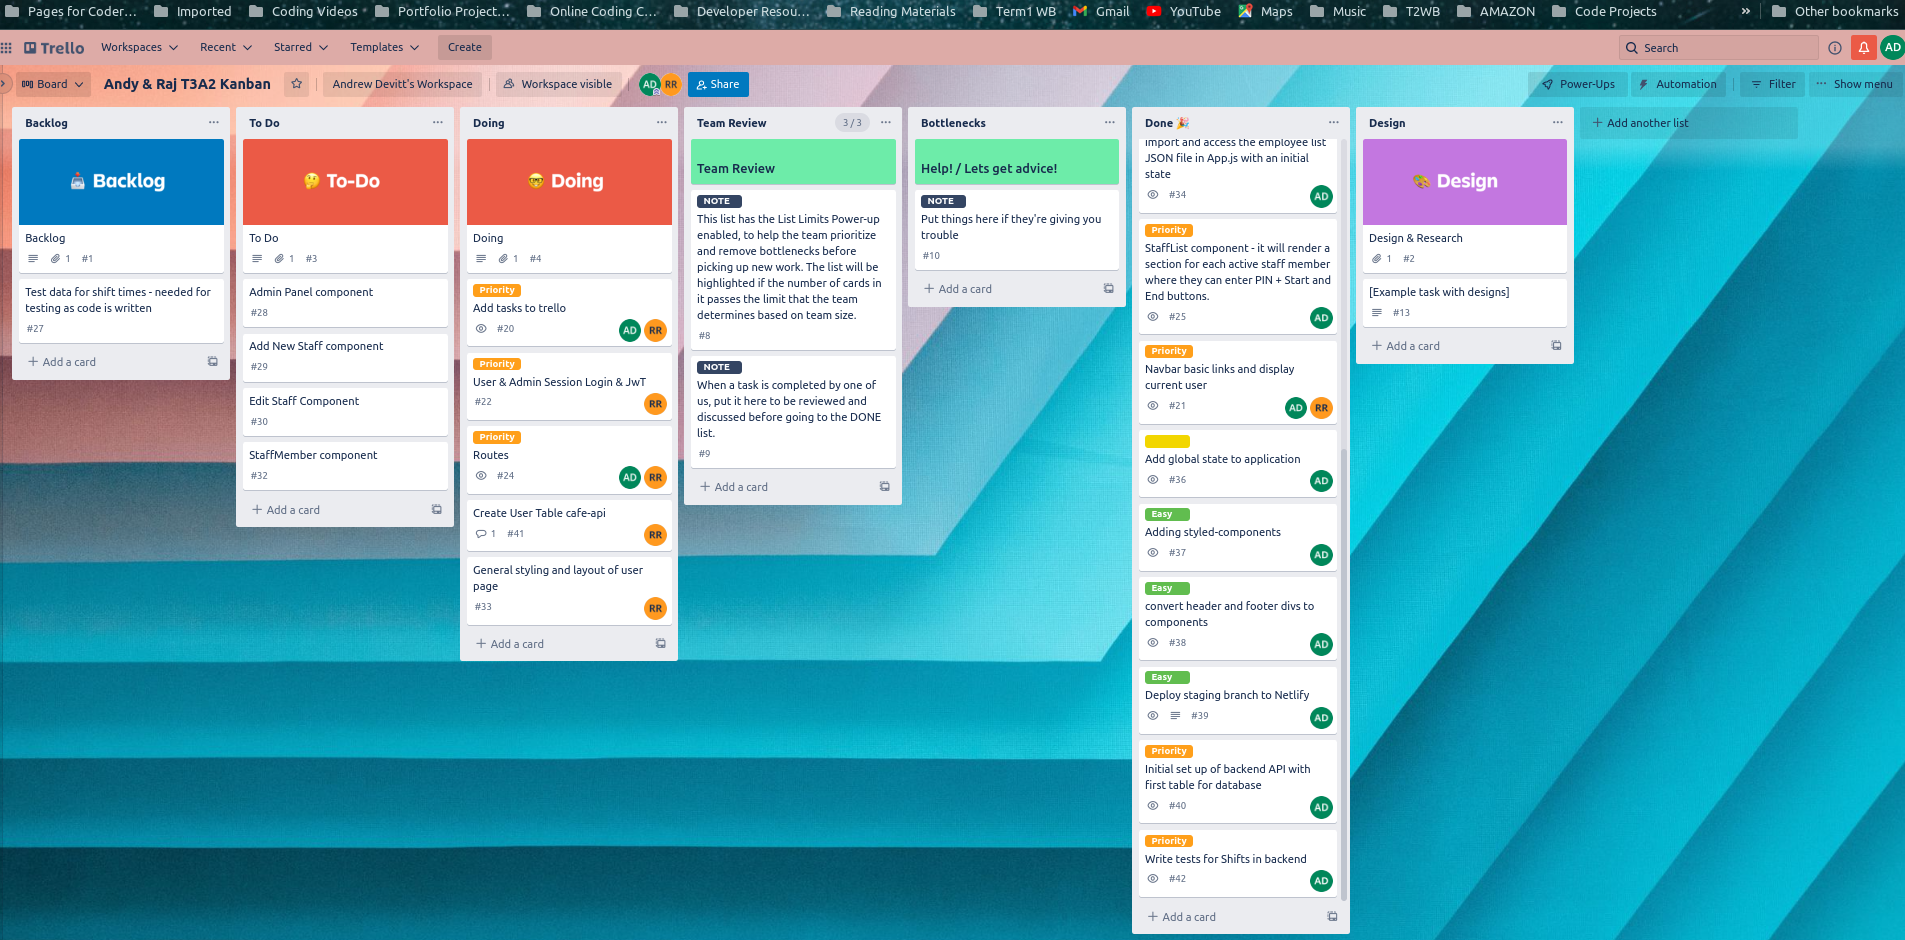 Pages for Coder...
Imported
Coding Videos
Portfolio Project...
Online Coding C...
Developer Resou...
Reading Materials
Term1 WB
Gmail
YouTube
Maps
Music
T2WB
AMAZON
Code Projects
»
Other bookmarks
Trello
Workspaces
Recent
Starred
Templates
Create
Search
AD
Board
Andy & Raj T3A2 Kanban
Andrew Devitt's Workspace
Workspace visible
AD
RR
Share
Power-Ups
Automation
Filter
Show menu
Backlog
📥 Backlog
Backlog
1 #1
Test data for shift times - needed for
testing as code is written
#27
+ Add a card
To Do
🤔 To-Do
To Do
1 #3
Admin Panel component
#28
Add New Staff component
#29
Edit Staff Component
#30
StaffMember component
#32
+ Add a card
Doing
🤓 Doing
Doing
1 #4
Priority
Add tasks to trello
#20 AD RR
Priority
User & Admin Session Login & JwT
#22 RR
Priority
Routes
#24 AD RR
Create User Table cafe-api
1 #41 RR
General styling and layout of user
page
#33 RR
+ Add a card
Team Review 3 / 3
Team Review
NOTE
This list has the List Limits Power-up
enabled, to help the team prioritize
and remove bottlenecks before
picking up new work. The list will be
highlighted if the number of cards in
it passes the limit that the team
determines based on team size.
#8
NOTE
When a task is completed by one of
us, put it here to be reviewed and
discussed before going to the DONE
list.
#9
+ Add a card
Bottlenecks
Help! / Lets get advice!
NOTE
Put things here if they're giving you
trouble
#10
+ Add a card
Done 🎉
import and access the employee list
JSON file in App.js with an initial
state
#34 AD
Priority
StaffList component - it will render a
section for each active staff member
where they can enter PIN + Start and
End buttons.
#25 AD
Priority
Navbar basic links and display
current user
#21 AD RR
Add global state to application
#36 AD
Easy
Adding styled-components
#37 AD
Easy
convert header and footer divs to
components
#38 AD
Easy
Deploy staging branch to Netlify
#39 AD
Priority
Initial set up of backend API with
first table for database
#40 AD
Priority
Write tests for Shifts in backend
#42 AD
+ Add a card
Design
🎨 Design
Design & Research
1 #2
[Example task with designs]
#13
+ Add a card
+ Add another list